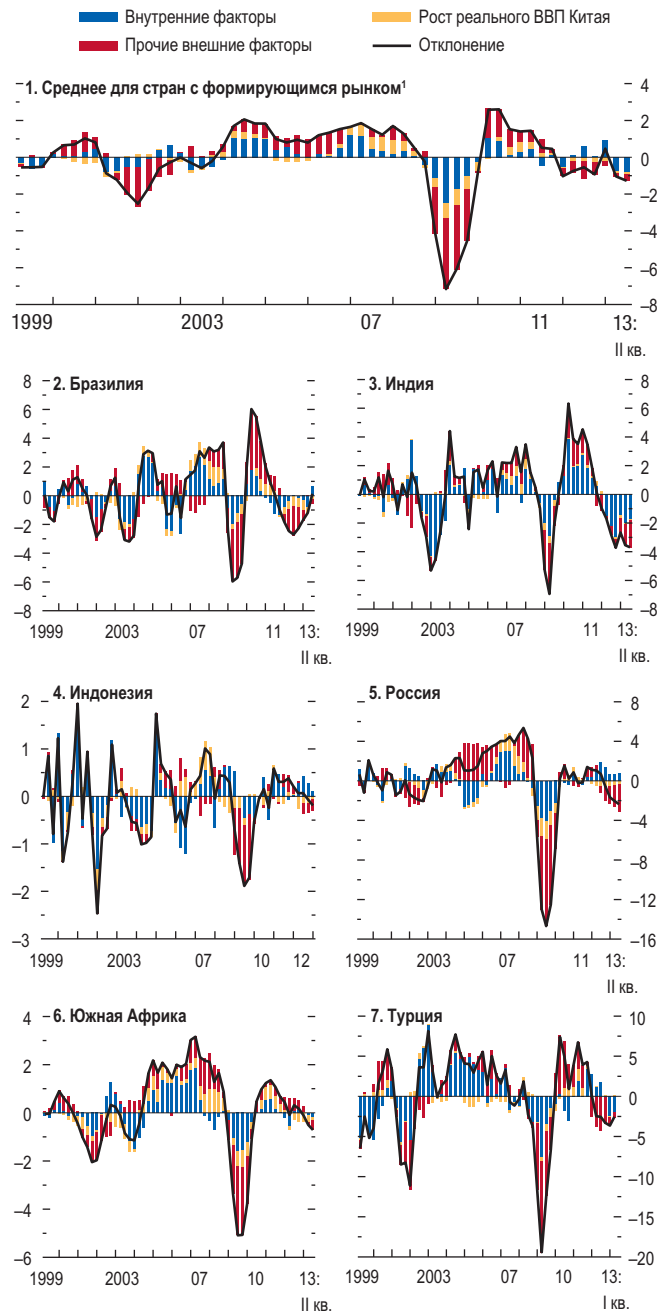 Внутренние факторы
Рост реального ВВП Китая
Прочие внешние факторы
Отклонение
1. Среднее для стран с формирующимся рынком¹
4
2
0
–2
–4
–6
–8
1999 2003 07 11 13:
II кв.
2. Бразилия
8
6
4
2
0
–2
–4
–6
–8
1999 2003 07 11 13:
II кв.
3. Индия
8
6
4
2
0
–2
–4
–6
–8
1999 2003 07 11 13:
II кв.
4. Индонезия
2
1
0
–1
–2
–3
1999 2003 07 10 12
5. Россия
8
4
0
–4
–8
–12
–16
1999 2003 07 11 13:
II кв.
6. Южная Африка
4
2
0
–2
–4
–6
1999 2003 07 10 13:
II кв.
7. Турция
10
5
0
–5
–10
–15
–20
1999 2003 07 10 13:
I кв.